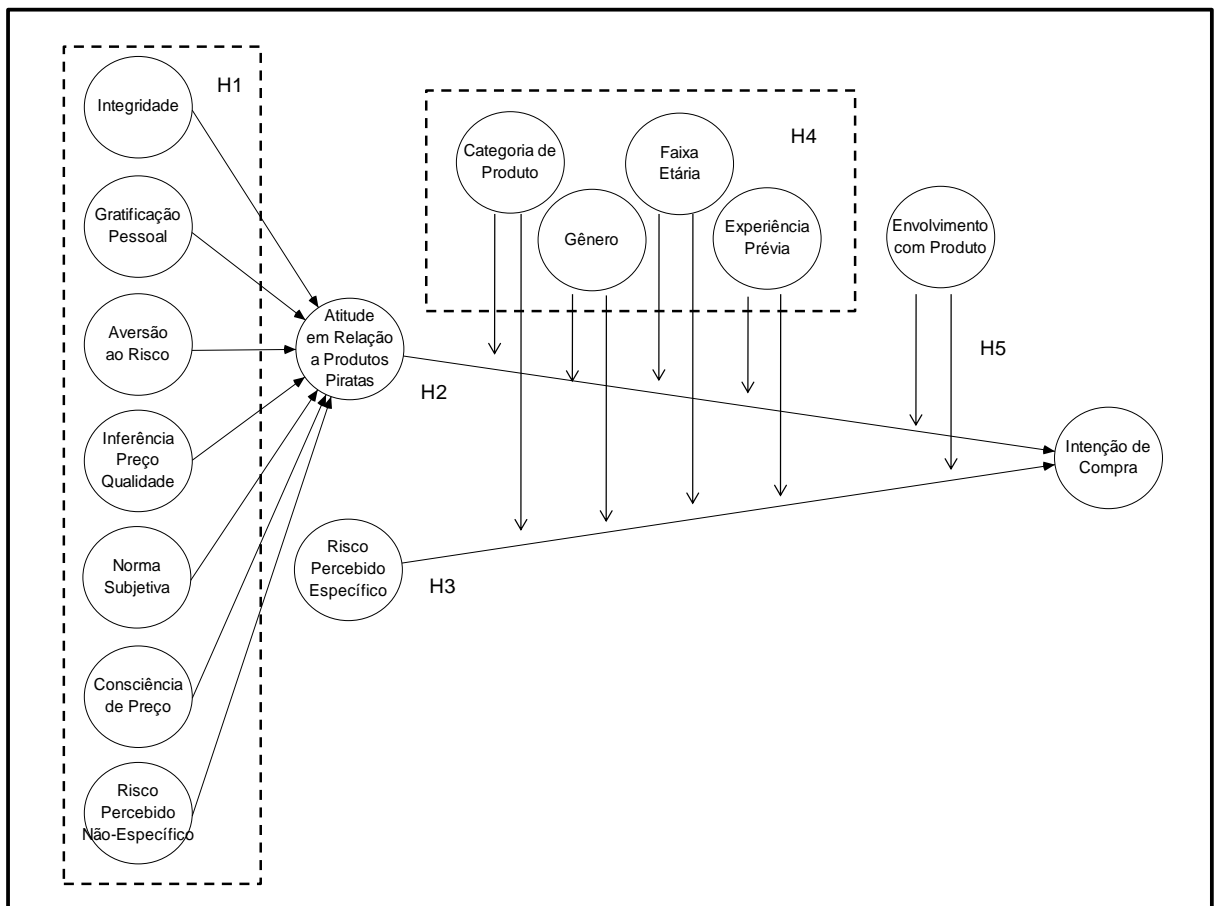 H1
Integridade
Gratificação
Pessoal
Aversão
ao Risco
Inferência
Preço
Qualidade
Norma
Subjetiva
Consciência
de Preço
Risco
Percebido
Não-Específico
Atitude
em Relação
a Produtos
Piratas
H2
Risco
Percebido
Específico
H3
Categoria de
Produto
Gênero
Faixa
Etária
Experiência
Prévia
H4
Envolvimento
com Produto
H5
Intenção de
Compra